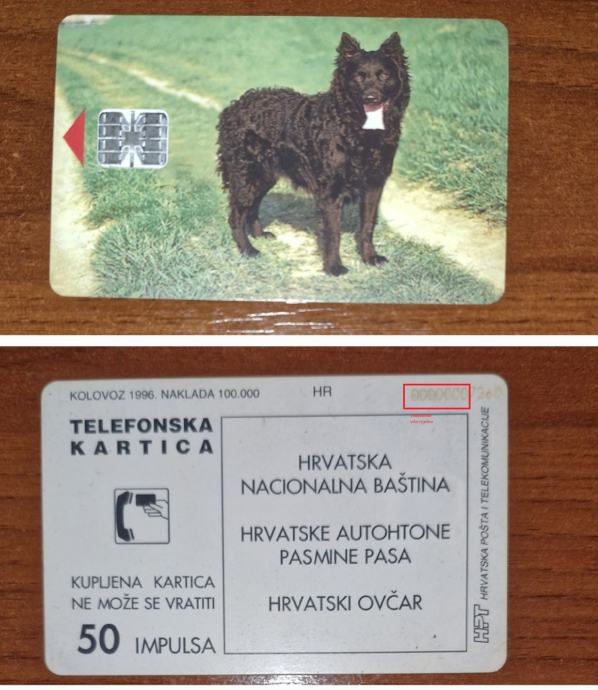 KOLOVOZ 1996. NAKLADA 100.000
HR
TELEFONSKA
KARTICA
HRVATSKA
NACIONALNA BAŠTINA
HRVATSKE AUTOHTONE
PASMINE PASA
HRVATSKI OVČAR
KUPLJENA KARTICA
NE MOŽE SE VRATITI
50 IMPULSA
HPT HRVATSKA POŠTA I TELEKOMUNIKACIJE